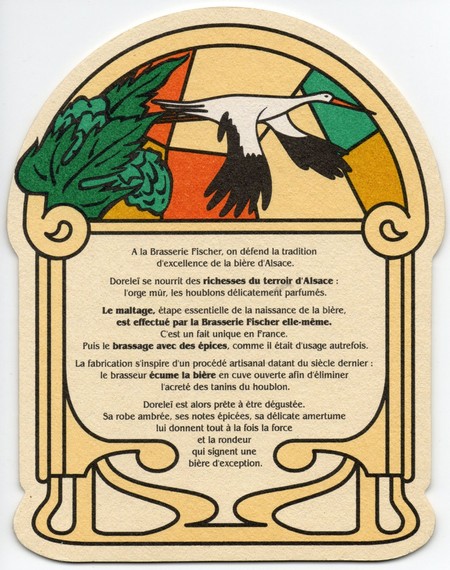 A la Brasserie Fischer, on défend la tradition
d'excellence de la bière d'Alsace.
Doreleï se nourrit des richesses du terroir d'Alsace :
l'orge mûr, les houblons délicatement parfumés.
Le maltage, étape essentielle de la naissance de la bière,
est effectué par la Brasserie Fischer elle-même.
C'est un fait unique en France.
Puis le brassage avec des épices, comme il était d'usage autrefois.
La fabrication s'inspire d'un procédé artisanal datant du siècle dernier :
le brasseur écume la bière en cuve ouverte afin d'éliminer
l'acreté des tanins du houblon.
Doreleï est alors prête à être dégustée.
Sa robe ambrée, ses notes épicées, sa délicate amertume
lui donnent tout à la fois la force
et la rondeur
qui signent une
bière d'exception.